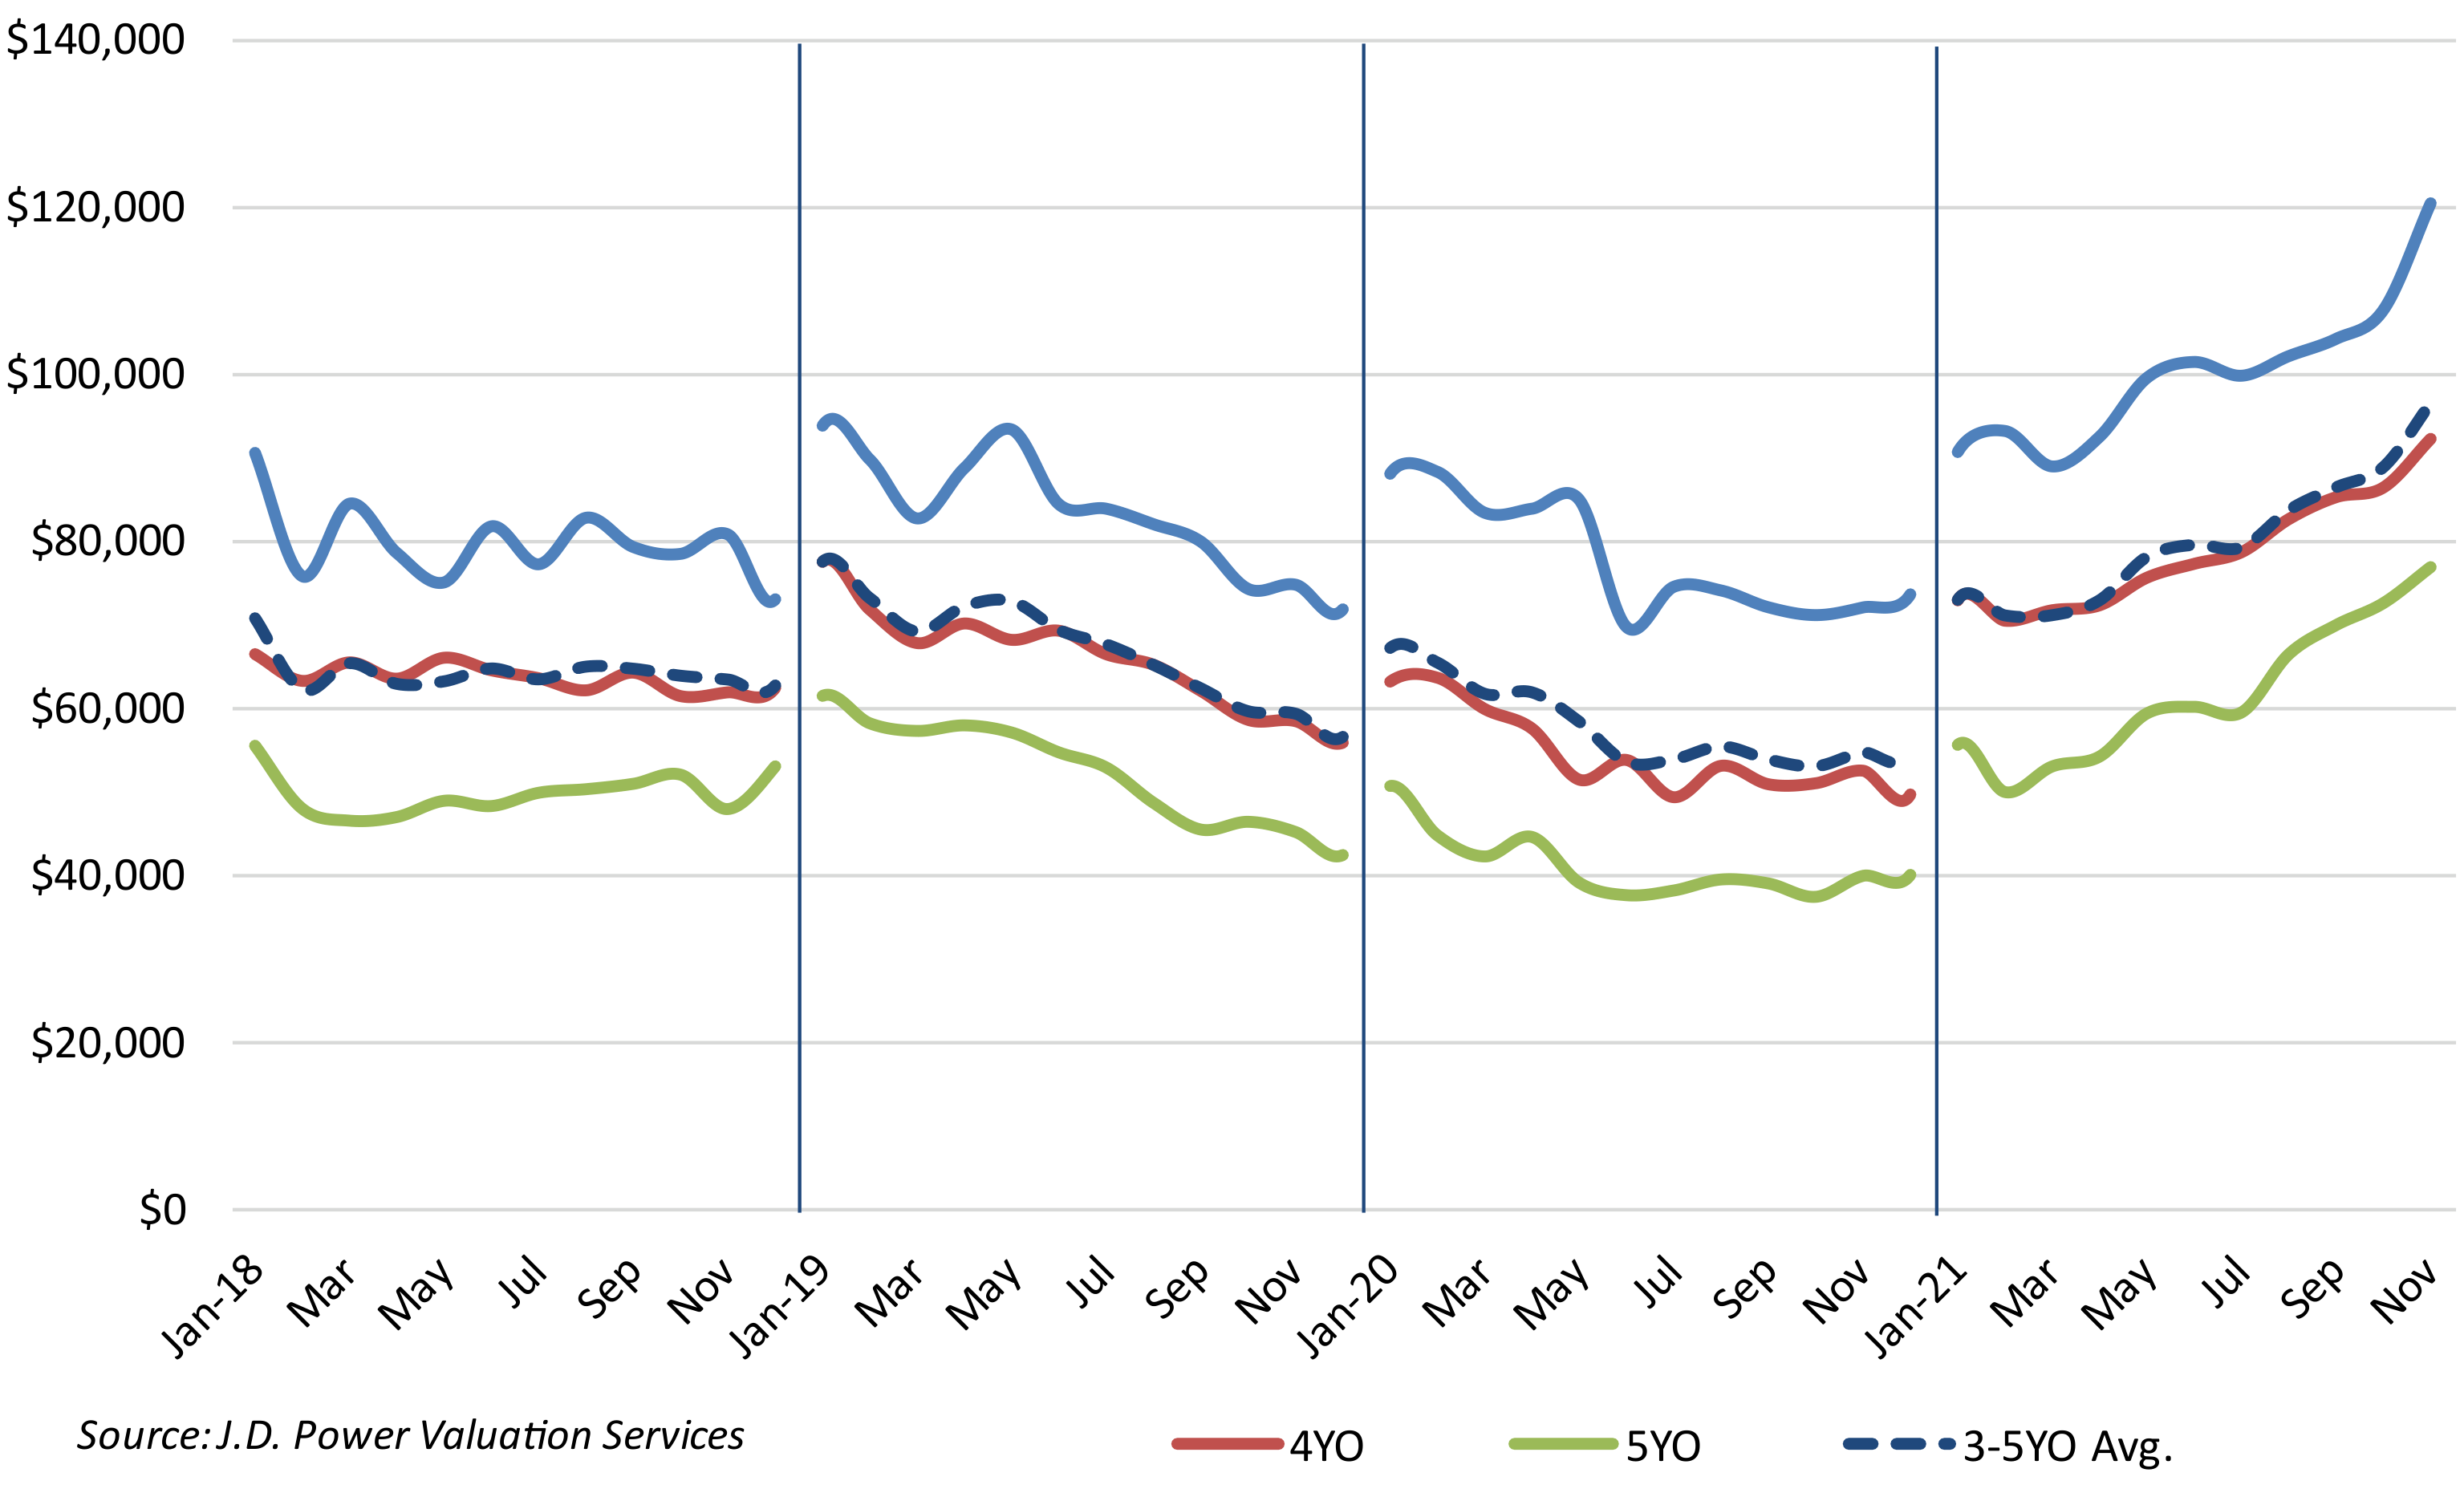 $140,000
$120,000
$100,000
$80,000
$60,000
$40,000
$20,000
$0
Jan-18 Mar May Jul Sep Nov Jan-19 Mar May Jul Sep Nov Jan-20 Mar May Jul Sep Nov Jan-21 Mar May Jul Sep Nov
Source: J.D. Power Valuation Services
4YO 5YO 3-5YO Avg.